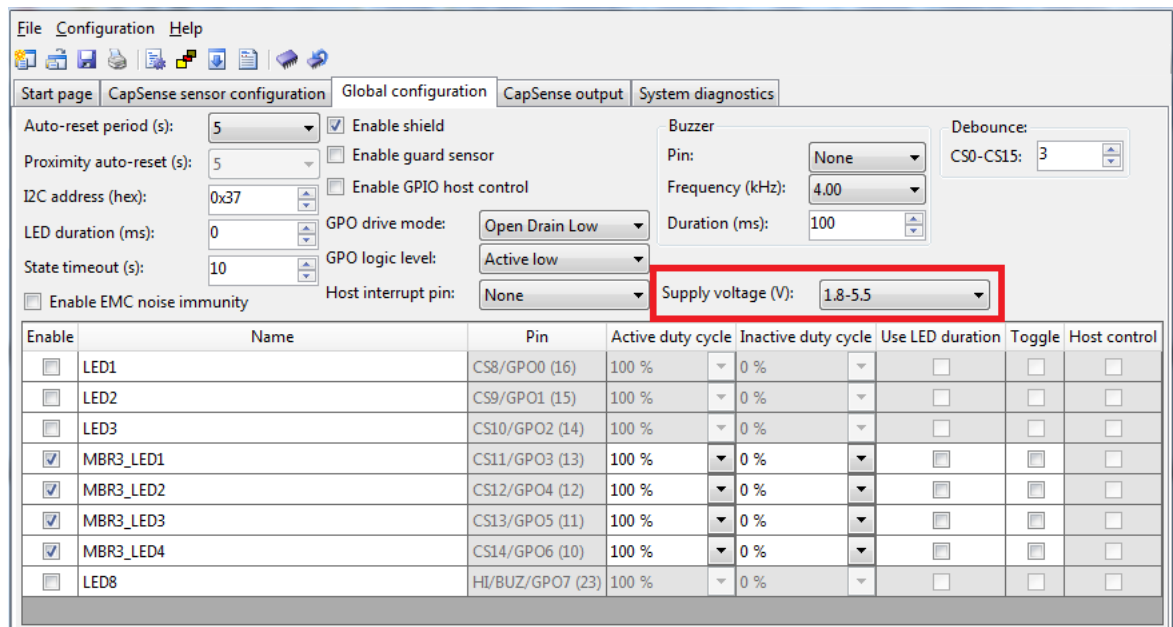 File Configuration Help
Start page CapSense sensor configuration Global configuration CapSense output System diagnostics
Auto-reset period (s): 5 Enable shield Buzzer Debounce:
Proximity auto-reset (s): 5 Enable guard sensor Pin: None CS0-CS15: 3
I2C address (hex): 0x37 Enable GPIO host control Frequency (kHz): 4.00
LED duration (ms): 0 GPO drive mode: Open Drain Low Duration (ms): 100
State timeout (s): 10 GPO logic level: Active low
Enable EMC noise immunity Host interrupt pin: None Supply voltage (V): 1.8-5.5
Enable Name Pin Active duty cycle Inactive duty cycle Use LED duration Toggle Host control
LED1 CS8/GPO0 (16) 100 % 0 %
LED2 CS9/GPO1 (15) 100 % 0 %
LED3 CS10/GPO2 (14) 100 % 0 %
MBR3_LED1 CS11/GPO3 (13) 100 % 0 %
MBR3_LED2 CS12/GPO4 (12) 100 % 0 %
MBR3_LED3 CS13/GPO5 (11) 100 % 0 %
MBR3_LED4 CS14/GPO6 (10) 100 % 0 %
LED8 HI/BUZ/GPO7 (23) 100 % 0 %